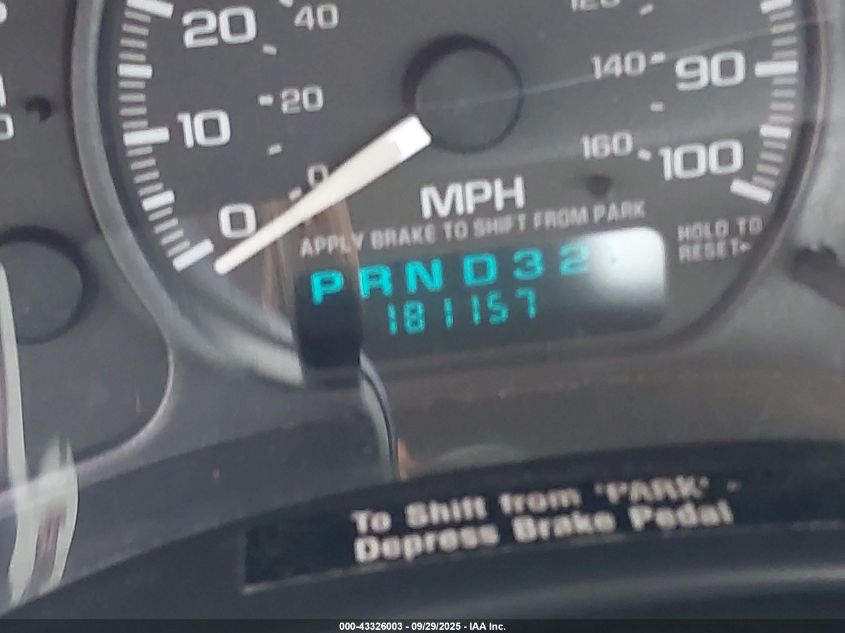 20
40
120
140
90
10
20
160
100
0
0
MPH
APPLY BRAKE TO SHIFT FROM PARK
HOLD TO
RESET
P R N D 3 2
181157
To Shift from 'PARK' -
Depress Brake Pedal
000-43326003 - 09/29/2025 - IAA Inc.